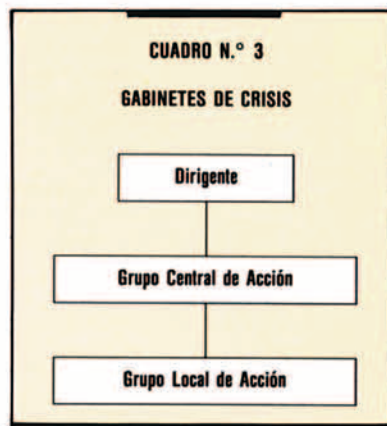 CUADRO N.° 3
GABINETES DE CRISIS
Dirigente
Grupo Central de Acción
Grupo Local de Acción